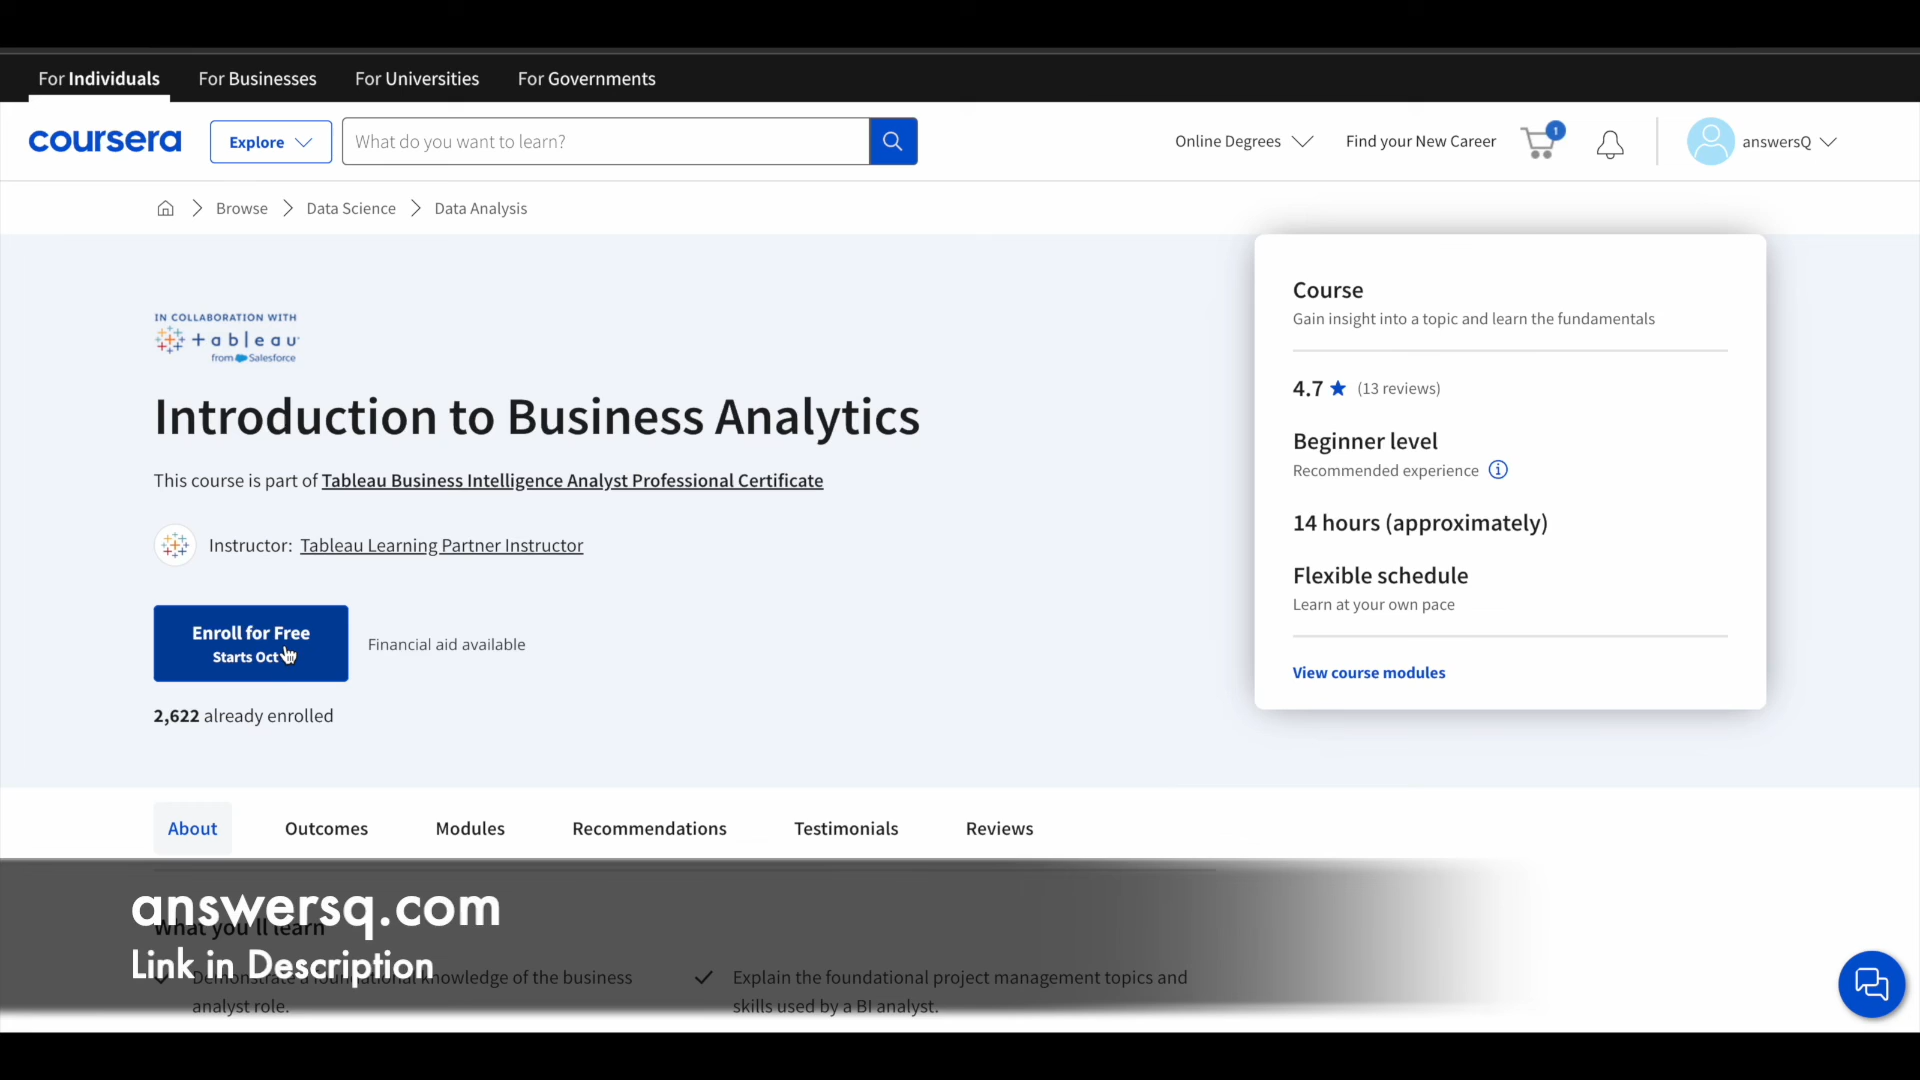 For Individuals
For Businesses
For Universities
For Governments
coursera
Explore
What do you want to learn?
Online Degrees
Find your New Career
1
answersQ
Browse
Data Science
Data Analysis
IN COLLABORATION WITH
+ a b | e a u
from Salesforce
Introduction to Business Analytics
This course is part of Tableau Business Intelligence Analyst Professional Certificate
Instructor: Tableau Learning Partner Instructor
Enroll for Free
Starts Oct
Financial aid available
2,622 already enrolled
Course
Gain insight into a topic and learn the fundamentals
4.7 ★ (13 reviews)
Beginner level
Recommended experience
14 hours (approximately)
Flexible schedule
Learn at your own pace
View course modules
About
Outcomes
Modules
Recommendations
Testimonials
Reviews
answersq.com
What you'll learn
Link in Description
Demonstrate a foundational knowledge of the business
analyst role.
Explain the foundational project management topics and
skills used by a BI analyst.